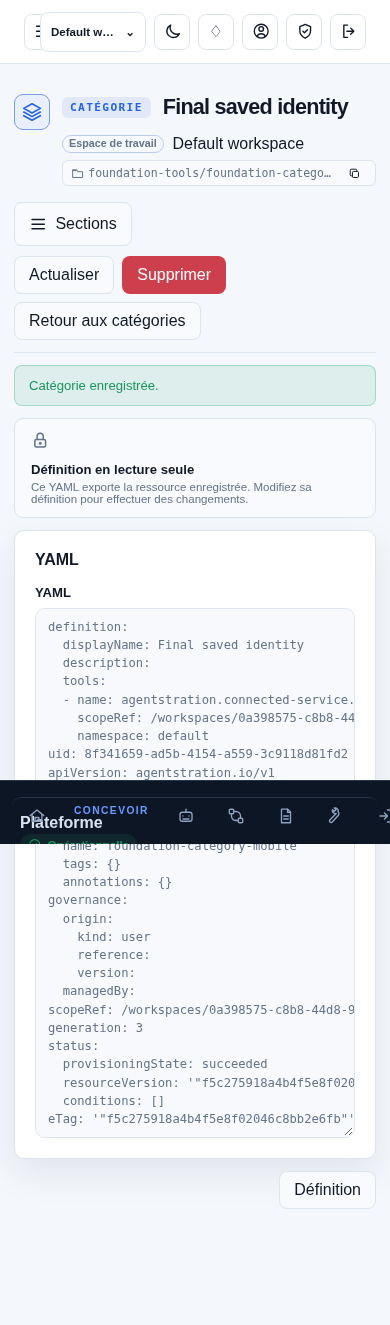 Default w... ⌄
CATÉGORIE Final saved identity
Espace de travail Default workspace
foundation-tools/foundation-catego…
Sections
Actualiser Supprimer
Retour aux catégories
Catégorie enregistrée.
Définition en lecture seule
Ce YAML exporte la ressource enregistrée. Modifiez sa
définition pour effectuer des changements.
YAML
YAML
definition:
displayName: Final saved identity
description:
tools:
- name: agentstration.connected-service.
scopeRef: /workspaces/0a398575-c8b8-44
namespace: default
uid: 8f341659-ad5b-4154-a559-3c9118d81fd2
apiVersion: agentstration.io/v1
CONCEVOIR
Plateforme
name: foundation-category-mobile
tags: {}
annotations: {}
governance:
origin:
kind: user
reference:
version:
managedBy:
scopeRef: /workspaces/0a398575-c8b8-44d8-9
generation: 3
status:
provisioningState: succeeded
resourceVersion: '"f5c275918a4b4f5e8f020
conditions: []
eTag: '"f5c275918a4b4f5e8f02046c8bb2e6fb"'
Définition